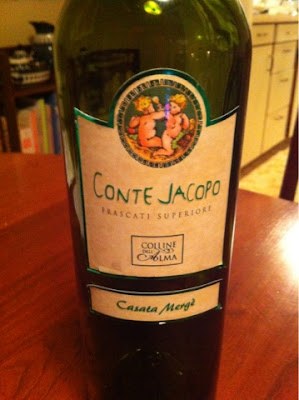 CONTE JACOPO
FRASCATI SUPERIORE
COLLINE
DELL'ALMA
Casata Mergè